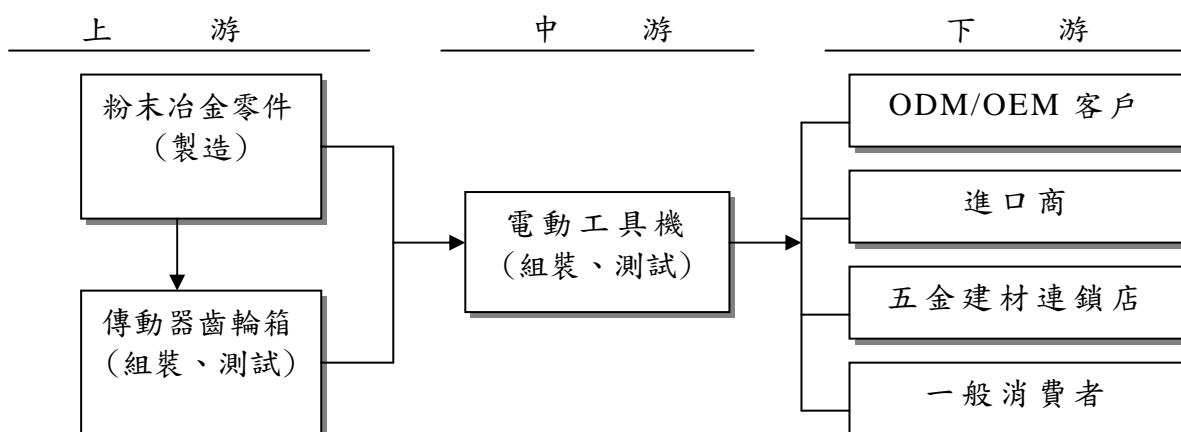 上 游
中 游
下 游
粉末冶金零件
（製造）
傳動器齒輪箱
（組裝、測試）
電動工具機
（組裝、測試）
ODM/OEM 客戶
進口商
五金建材連鎖店
一般消費者